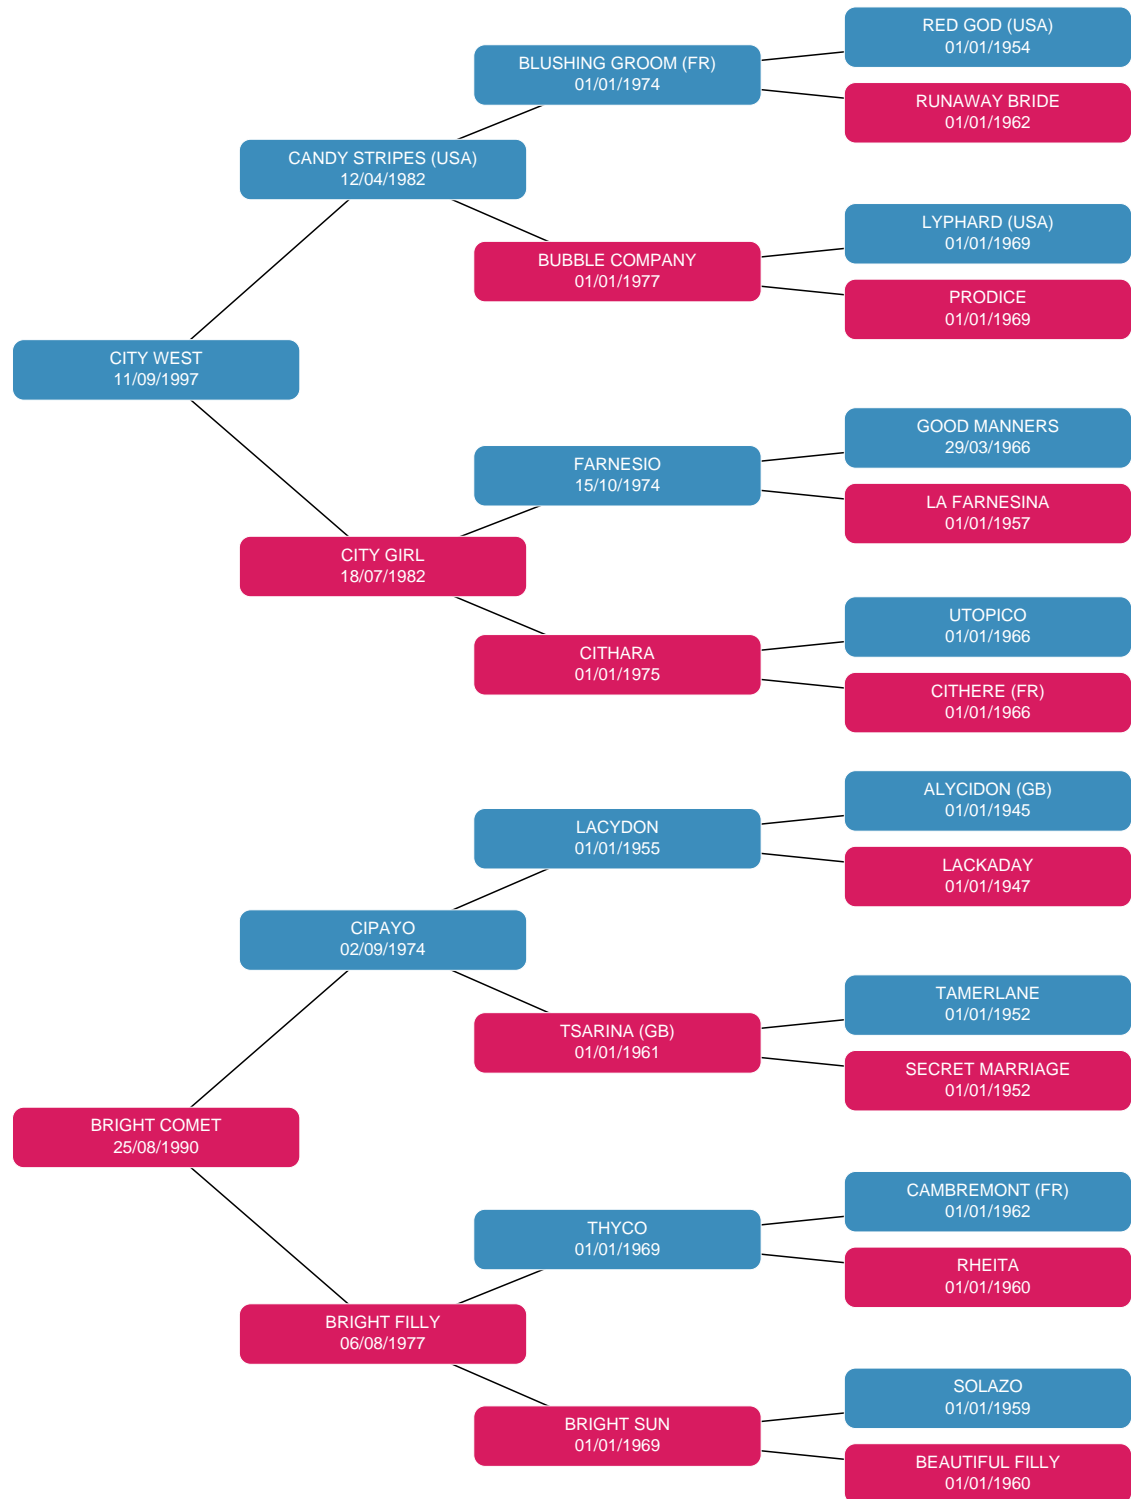 RED GOD (USA)
01/01/1954
BLUSHING GROOM (FR)
01/01/1974
RUNAWAY BRIDE
01/01/1962
CANDY STRIPES (USA)
12/04/1982
LYPHARD (USA)
01/01/1969
BUBBLE COMPANY
01/01/1977
PRODICE
01/01/1969
CITY WEST
11/09/1997
GOOD MANNERS
29/03/1966
FARNESIO
15/10/1974
LA FARNESINA
01/01/1957
CITY GIRL
18/07/1982
UTOPICO
01/01/1966
CITHARA
01/01/1975
CITHERE (FR)
01/01/1966
ALYCIDON (GB)
01/01/1945
LACYDON
01/01/1955
LACKADAY
01/01/1947
CIPAYO
02/09/1974
TAMERLANE
01/01/1952
TSARINA (GB)
01/01/1961
SECRET MARRIAGE
01/01/1952
BRIGHT COMET
25/08/1990
CAMBREMONT (FR)
01/01/1962
THYCO
01/01/1969
RHEITA
01/01/1960
BRIGHT FILLY
06/08/1977
SOLAZO
01/01/1959
BRIGHT SUN
01/01/1969
BEAUTIFUL FILLY
01/01/1960